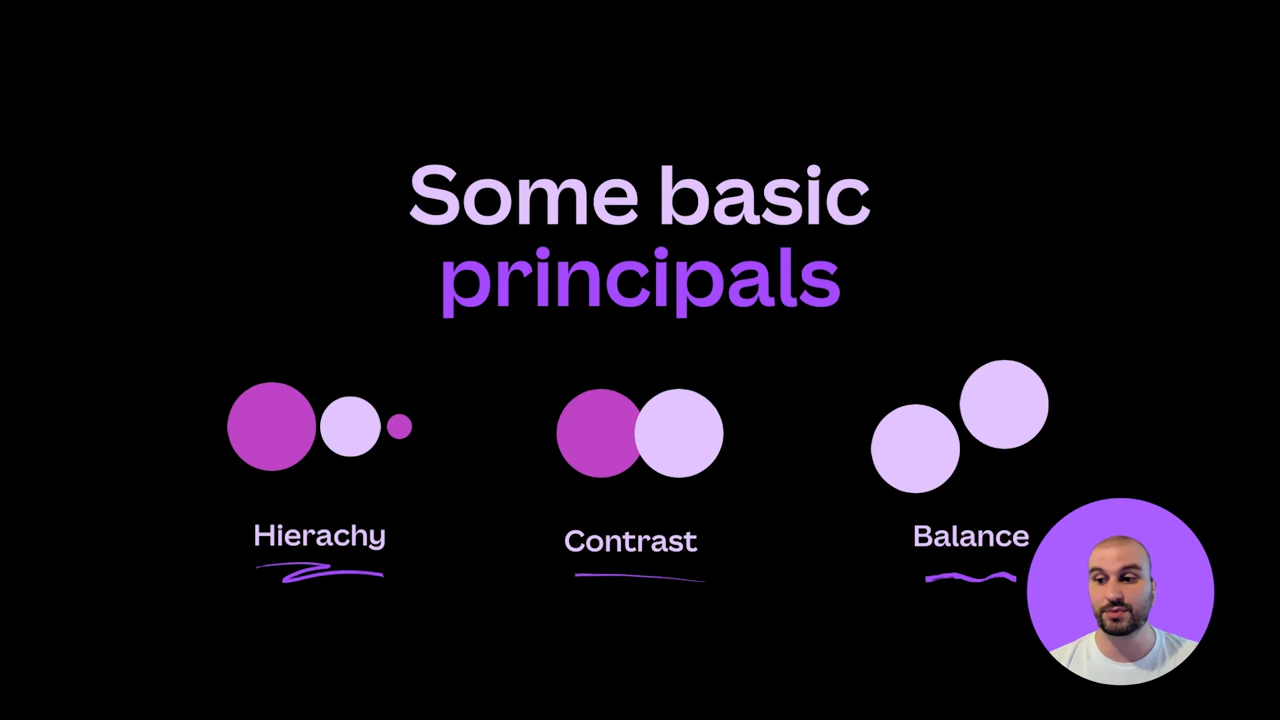 Some basic
principals
Hierachy
Contrast
Balance